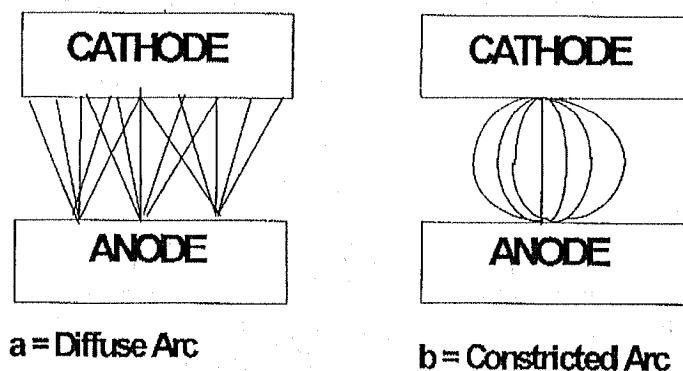 CATHODE
ANODE
a = Diffuse Arc
CATHODE
ANODE
b = Constricted Arc